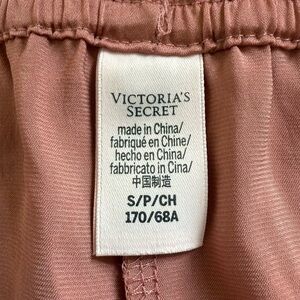 VICTORIA'S
SECRET
made in China/
fabriqué en Chine/
hecho en China/
fabbricato in Cina/
中国制造
S/P/CH
170/68A